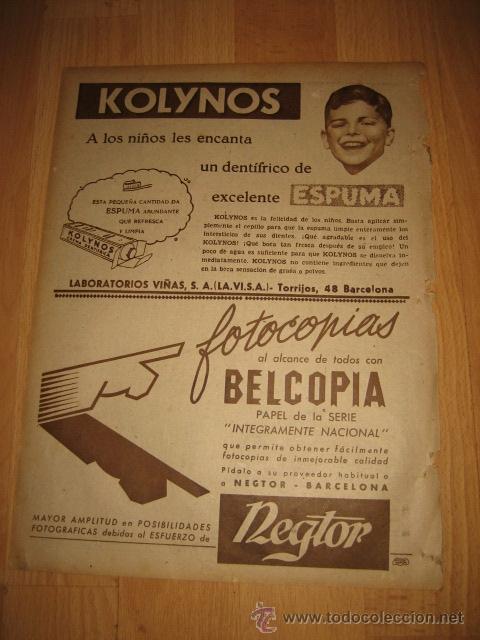 KOLYNOS
A los niños les encanta
un dentífrico de
excelente ESPUMA
ESTA PEQUEÑA CANTIDAD DA
ESPUMA ABUNDANTE
QUE REFRESCA
Y LIMPIA
KOLYNOS
CREMA DENTIFRICA
KOLYNOS es la felicidad de los niños. Basta aplicar sim-
plemente el cepillo para que la espuma limpie enteramente los
intersticios de sus dientes. ¡Qué agradable es el uso del
KOLYNOS! ¡Qué boca tan fresca después de su empleo! Un
poco de agua es suficiente para que KOLYNOS se disuelva in-
mediatamente. KOLYNOS no contiene ingredientes que dejen
en la boca sensación de grasa o polvos.
LABORATORIOS VIÑAS, S. A. (LA.VI.S.A.) - Torrijos, 48 Barcelona
fotocopias
al alcance de todos con
BELCOPIA
PAPEL de la SERIE
"INTEGRAMENTE NACIONAL"
que permite obtener fácilmente
fotocopias de inmejorable calidad
Pídalo a su proveedor habitual o
a NEGTOR - BARCELONA
MAYOR AMPLITUD en POSIBILIDADES
FOTOGRAFICAS debidas al ESFUERZO de
Negtor
www.todocoleccion.net